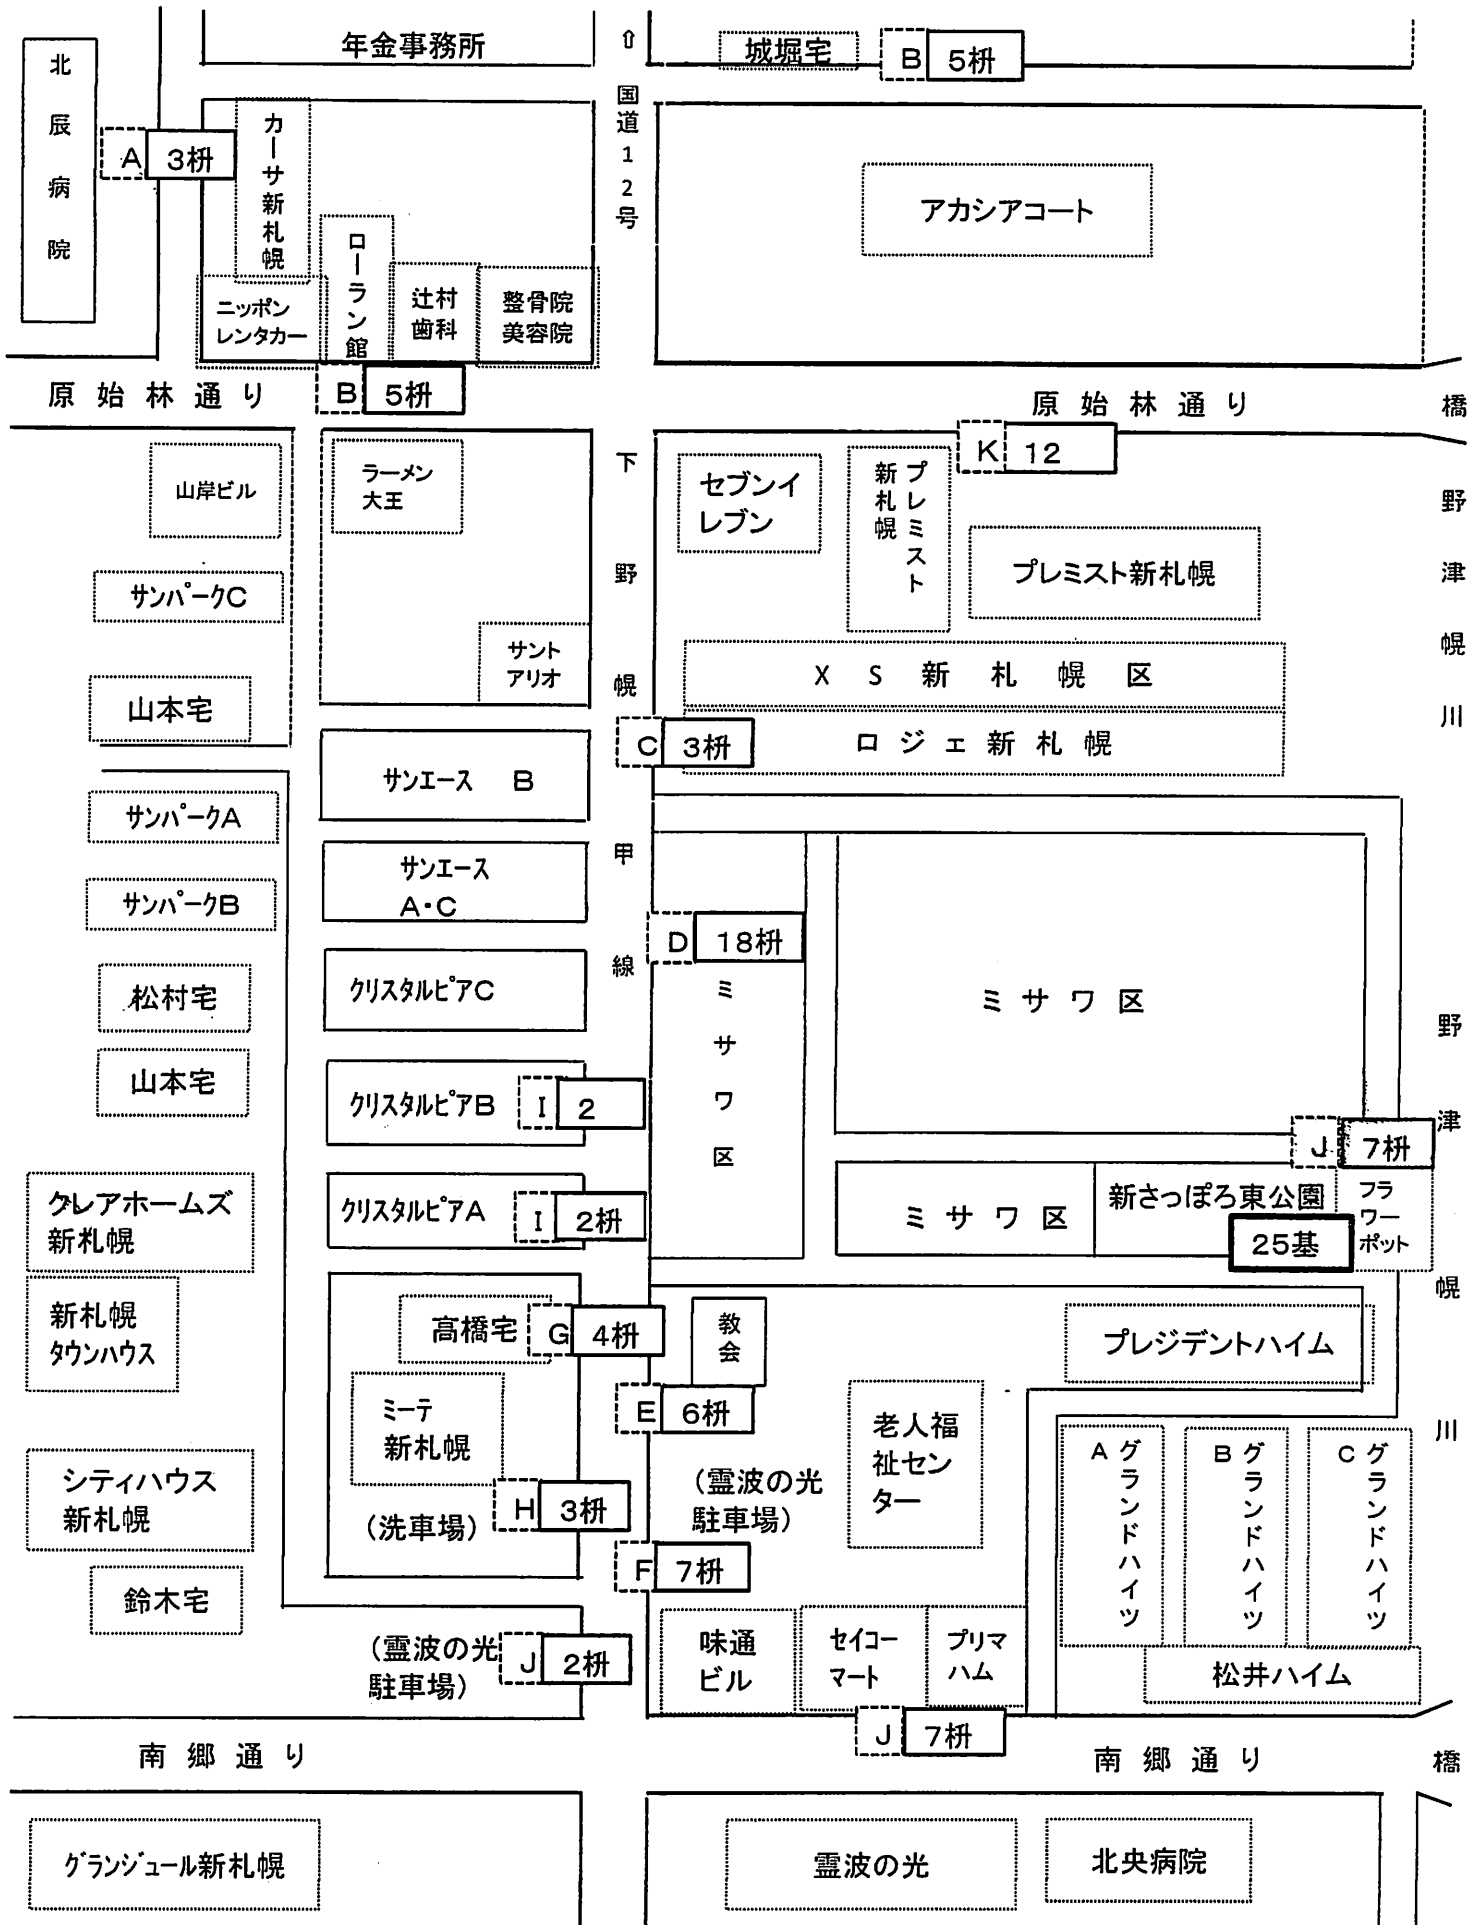 年金事務所
⇧
城堀宅
B 5枡
北辰病院
国道12号
A 3枡
カーサ新札幌
アカシアコート
ローラン館
ニッポン
レンタカー
辻村
歯科
整骨院
美容院
原始林通り
B 5枡
原始林通り
橋
K 12
山岸ビル
ラーメン
大王
下野幌甲線
セブンイ
レブン
プレミスト
新札幌
プレミスト新札幌
野津幌川
サンパークC
サント
アリオ
XS新札幌区
山本宅
C 3枡
ロジェ新札幌
サンエース B
サンパークA
サンエース
A・C
サンパークB
D 18枡
ミサワ区
クリスタルピアC
松村宅
ミサワ区
野津幌川
山本宅
クリスタルピアB
I 2
J 7枡
クレアホームズ
新札幌
クリスタルピアA
I 2枡
ミサワ区
新さっぽろ東公園
フラ
ワー
ポット
25基
新札幌
タウンハウス
高橋宅
G 4枡
教会
プレジデントハイム
ミーテ
新札幌
E 6枡
老人福
祉セン
ター
Aグランドハイツ
Bグランドハイツ
Cグランドハイツ
シティハウス
新札幌
H 3枡
(洗車場)
(霊波の光
駐車場)
F 7枡
鈴木宅
(霊波の光
駐車場)
J 2枡
味通
ビル
セイコー
マート
プリマ
ハム
松井ハイム
J 7枡
南郷通り
南郷通り
橋
グランジュール新札幌
霊波の光
北央病院